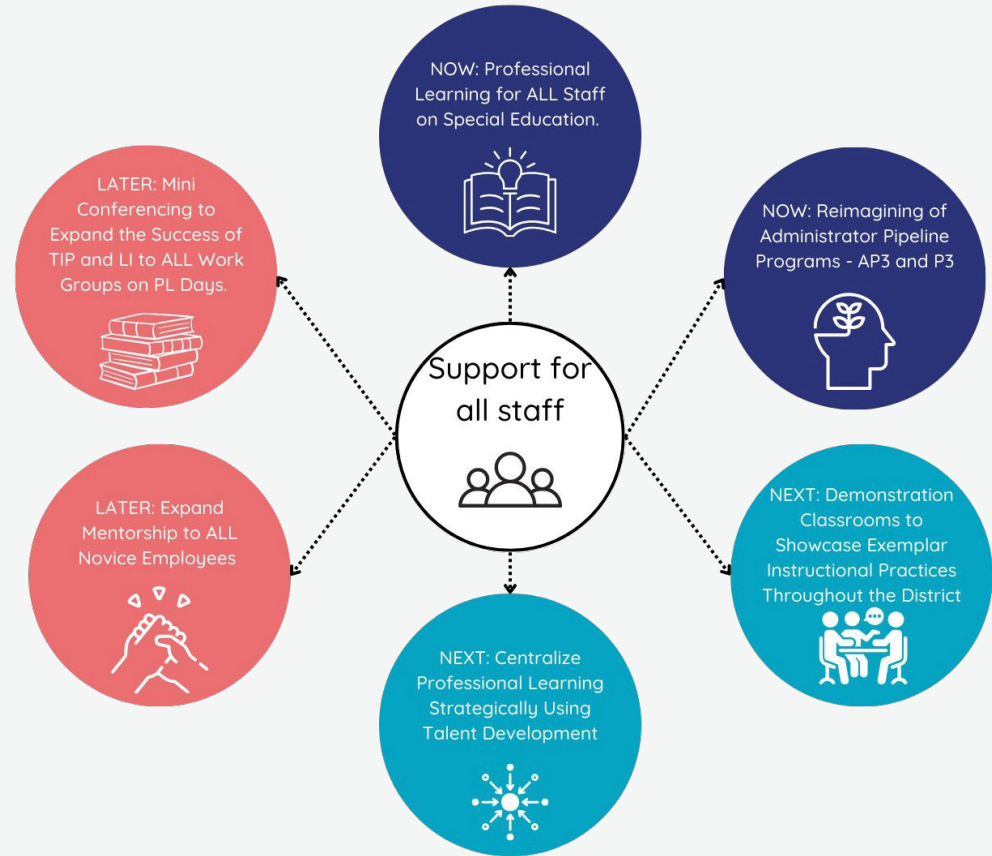 NOW: Professional
Learning for ALL Staff
on Special Education.
LATER: Mini
Conferencing to
Expand the Success of
TIP and LI to ALL Work
Groups on PL Days.
NOW: Reimagining of
Administrator Pipeline
Programs - AP3 and P3
Support for
all staff
LATER: Expand
Mentorship to ALL
Novice Employees
NEXT: Demonstration
Classrooms to
Showcase Exemplar
Instructional Practices
Throughout the District
NEXT: Centralize
Professional Learning
Strategically Using
Talent Development